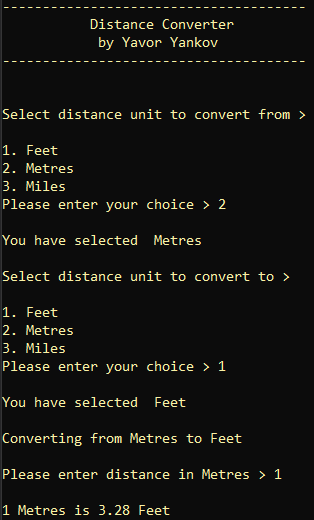 ------------------------------------
Distance Converter
by Yavor Yankov
------------------------------------
Select distance unit to convert from >
1. Feet
2. Metres
3. Miles
Please enter your choice > 2
You have selected  Metres
Select distance unit to convert to >
1. Feet
2. Metres
3. Miles
Please enter your choice > 1
You have selected  Feet
Converting from Metres to Feet
Please enter distance in Metres > 1
1 Metres is 3.28 Feet